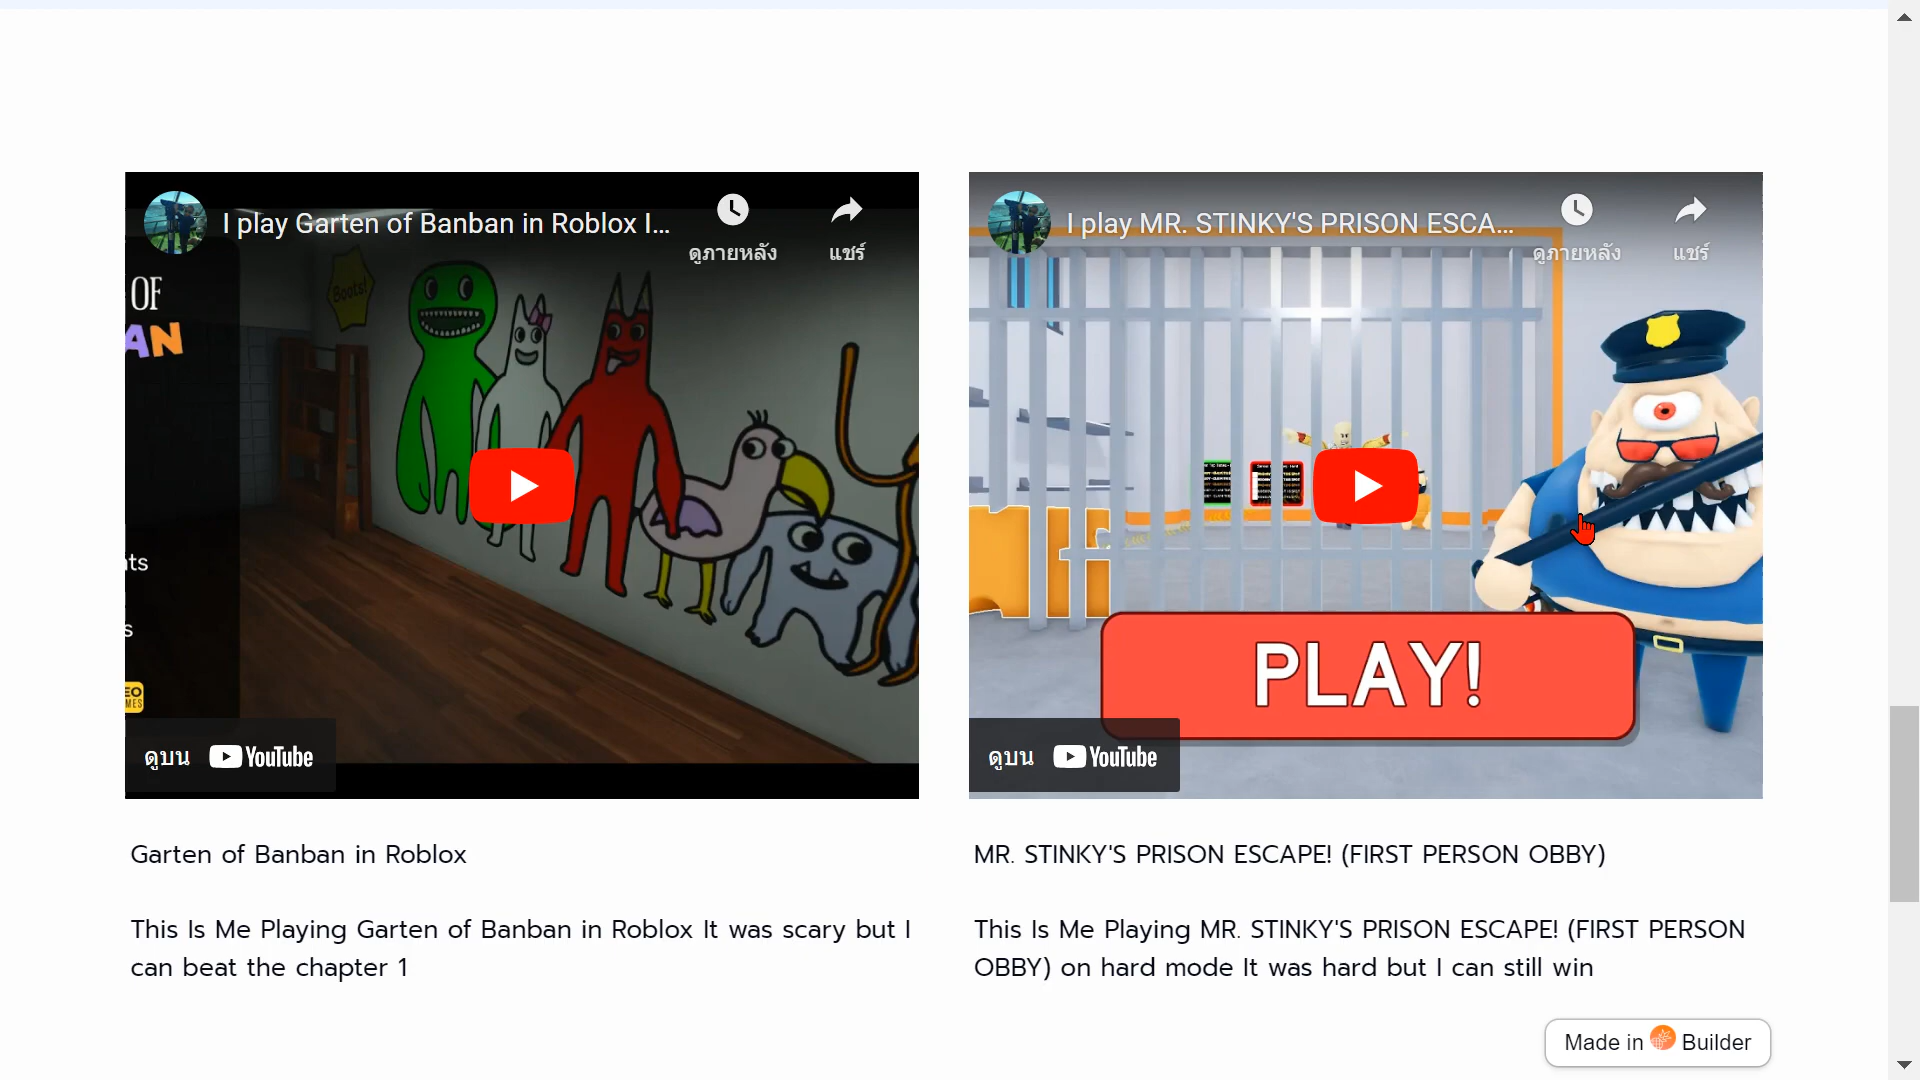 I play Garten of Banban in Roblox I...
ดูภายหลัง
แชร์
OF
AN
Boots!
ดูบน YouTube
I play MR. STINKY'S PRISON ESCA...
ดูภายหลัง
แชร์
PLAY!
ดูบน YouTube
Garten of Banban in Roblox
This Is Me Playing Garten of Banban in Roblox It was scary but I
can beat the chapter 1
MR. STINKY'S PRISON ESCAPE! (FIRST PERSON OBBY)
This Is Me Playing MR. STINKY'S PRISON ESCAPE! (FIRST PERSON
OBBY) on hard mode It was hard but I can still win
Made in Builder